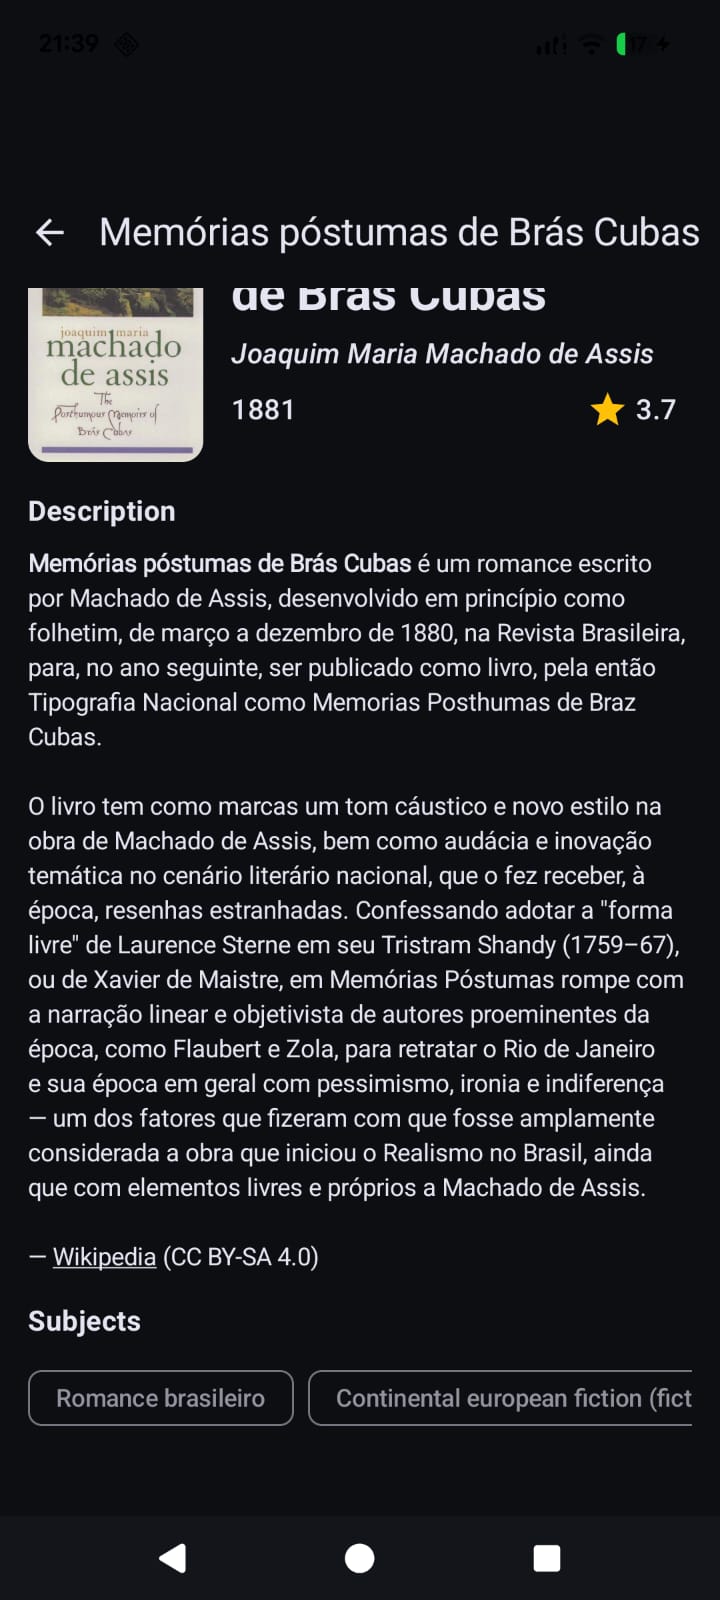 21:39
17
Memórias póstumas de Brás Cubas
de Brás Cubas
joaquim maria
machado
de assis
The
Posthumous Memoirs of
Brás Cubas
Joaquim Maria Machado de Assis
1881
3.7
Description
Memórias póstumas de Brás Cubas é um romance escrito
por Machado de Assis, desenvolvido em princípio como
folhetim, de março a dezembro de 1880, na Revista Brasileira,
para, no ano seguinte, ser publicado como livro, pela então
Tipografia Nacional como Memorias Posthumas de Braz
Cubas.
O livro tem como marcas um tom cáustico e novo estilo na
obra de Machado de Assis, bem como audácia e inovação
temática no cenário literário nacional, que o fez receber, à
época, resenhas estranhadas. Confessando adotar a "forma
livre" de Laurence Sterne em seu Tristram Shandy (1759–67),
ou de Xavier de Maistre, em Memórias Póstumas rompe com
a narração linear e objetivista de autores proeminentes da
época, como Flaubert e Zola, para retratar o Rio de Janeiro
e sua época em geral com pessimismo, ironia e indiferença
— um dos fatores que fizeram com que fosse amplamente
considerada a obra que iniciou o Realismo no Brasil, ainda
que com elementos livres e próprios a Machado de Assis.
— Wikipedia (CC BY-SA 4.0)
Subjects
Romance brasileiro
Continental european fiction (fict